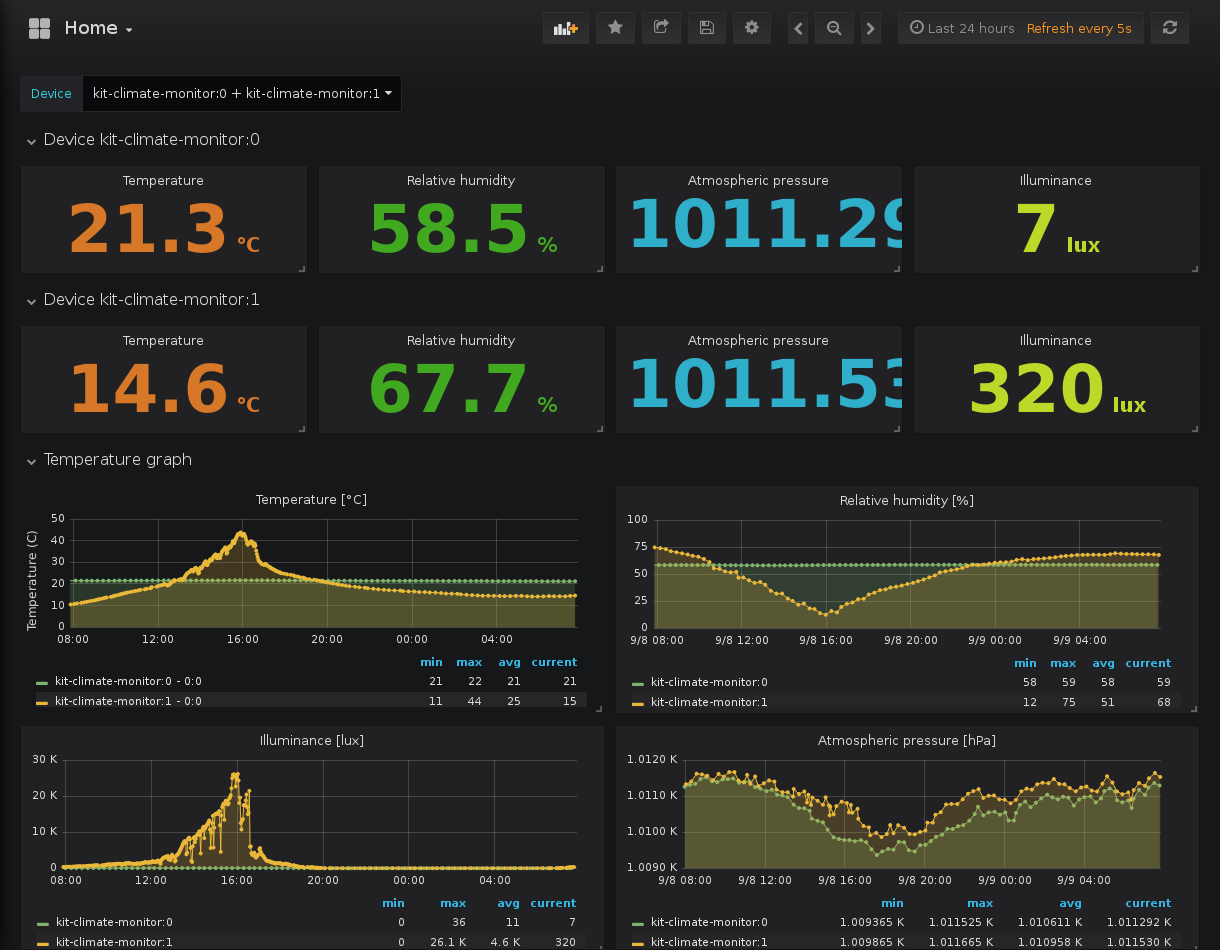 Home
Last 24 hours Refresh every 5s
Device kit-climate-monitor:0 + kit-climate-monitor:1
Device kit-climate-monitor:0
Temperature Relative humidity Atmospheric pressure Illuminance
21.3 °C 58.5 % 1011.29 7 lux
Device kit-climate-monitor:1
Temperature Relative humidity Atmospheric pressure Illuminance
14.6 °C 67.7 % 1011.53 320 lux
Temperature graph
Temperature [°C]
Temperature (C)
50
40
30
20
10
0
08:00 12:00 16:00 20:00 00:00 04:00
min max avg current
kit-climate-monitor:0 - 0:0 21 22 21 21
kit-climate-monitor:1 - 0:0 11 44 25 15
Relative humidity [%]
100
75
50
25
0
9/8 08:00 9/8 12:00 9/8 16:00 9/8 20:00 9/9 00:00 9/9 04:00
min max avg current
kit-climate-monitor:0 58 59 58 59
kit-climate-monitor:1 12 75 51 68
Illuminance [lux]
30 K
20 K
10 K
0
08:00 12:00 16:00 20:00 00:00 04:00
min max avg current
kit-climate-monitor:0 0 36 11 7
kit-climate-monitor:1 0 26.1 K 4.6 K 320
Atmospheric pressure [hPa]
1.0120 K
1.0110 K
1.0100 K
1.0090 K
9/8 08:00 9/8 12:00 9/8 16:00 9/8 20:00 9/9 00:00 9/9 04:00
min max avg current
kit-climate-monitor:0 1.009365 K 1.011525 K 1.010611 K 1.011292 K
kit-climate-monitor:1 1.009865 K 1.011665 K 1.010958 K 1.011530 K